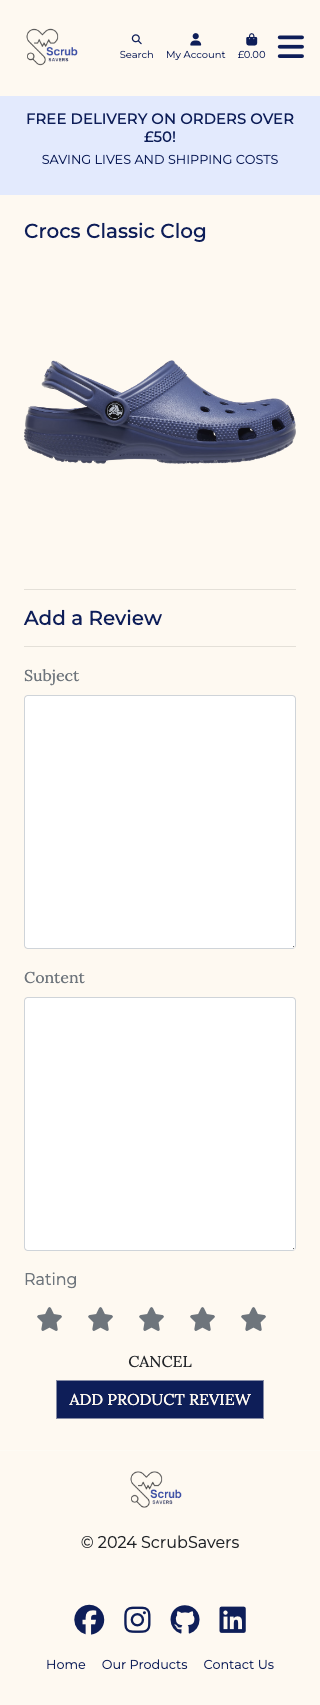 Scrub
SAVERS
Search
My Account
£0.00
FREE DELIVERY ON ORDERS OVER
£50!
SAVING LIVES AND SHIPPING COSTS
Crocs Classic Clog
Add a Review
Subject
Content
Rating
CANCEL
ADD PRODUCT REVIEW
Scrub
SAVERS
© 2024 ScrubSavers
Home
Our Products
Contact Us